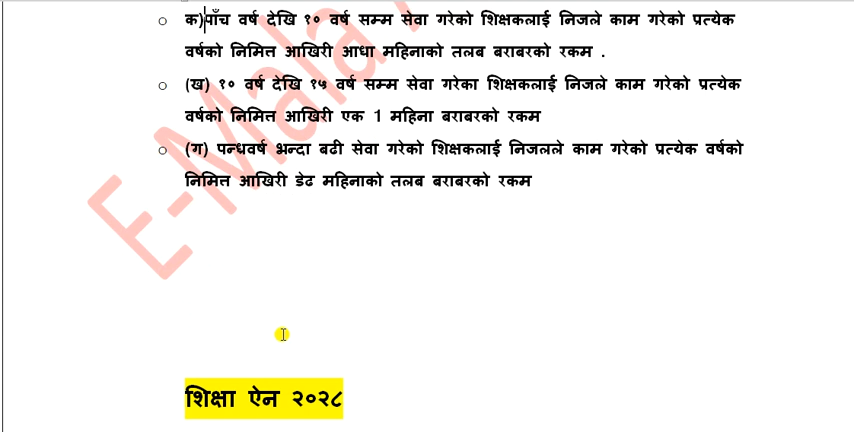 क)पाँच वर्ष देखि १० वर्ष सम्म सेवा गरेको शिक्षकलाई निजले काम गरेको प्रत्येक
वर्षको निमित्त आखिरी आधा महिनाको तलब बराबरको रकम .
(ख) १० वर्ष देखि १५ वर्ष सम्म सेवा गरेका शिक्षकलाई निजले काम गरेको प्रत्येक
वर्षको निमित्त आखिरी एक 1 महिना बराबरको रकम
(ग) पन्ध्रवर्ष भन्दा बढी सेवा गरेको शिक्षकलाई निजलले काम गरेको प्रत्येक वर्षको
निमित्त आखिरी डेढ महिनाको तलब बराबरको रकम
E-Mala
शिक्षा ऐन २०२८